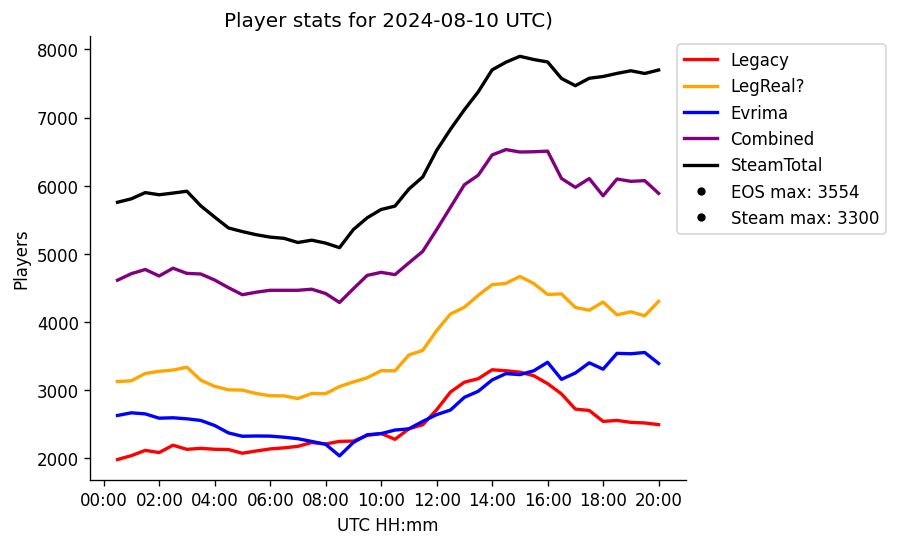 Player stats for 2024-08-10 UTC)
8000
7000
6000
5000
4000
3000
2000
Players
00:00 02:00 04:00 06:00 08:00 10:00 12:00 14:00 16:00 18:00 20:00
UTC HH:mm
Legacy
LegReal?
Evrima
Combined
SteamTotal
EOS max: 3554
Steam max: 3300